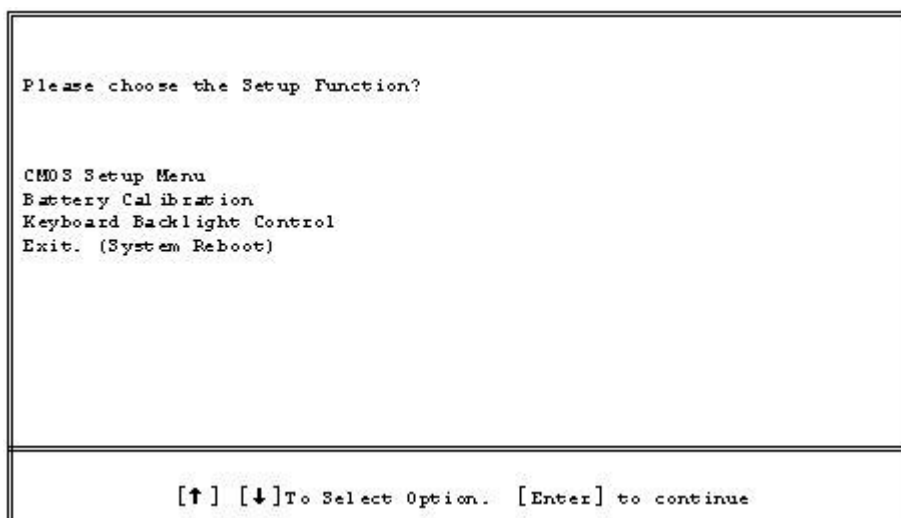 Please choose the Setup Function?
CMOS Setup Menu
Battery Calibration
Keyboard Backlight Control
Exit. (System Reboot)
[↑] [↓]To Select Option. [Enter] to continue